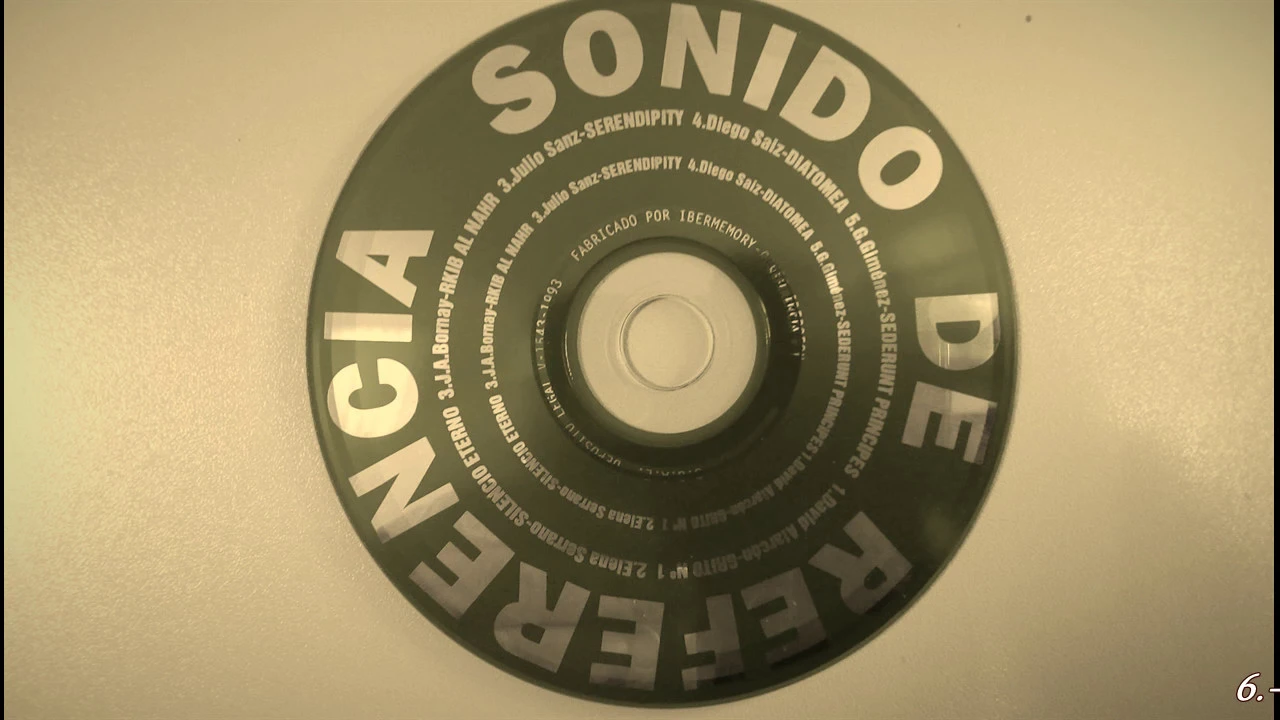 SONIDO DE REFERENCIA
1.David Alarcón-GRITO Nº 1 2.Elena Serrano-SILENCIO ETERNO 3.J.A.Bornay-RKIB AL NAHR 3.Julio Sanz-SERENDIPITY 4.Diego Saiz-DIATOMEA 5.G.Giménez-SEDERUNT PRINCIPES
1.David Alarcón-GRITO Nº 1 2.Elena Serrano-SILENCIO ETERNO 3.J.A.Bornay-RKIB AL NAHR 3.Julio Sanz-SERENDIPITY 4.Diego Saiz-DIATOMEA 5.G.Giménez-SEDERUNT PRINCIPES
FABRICADO POR IBERMEMORY
DEPOSITO LEGAL V-1543-1993
6.-